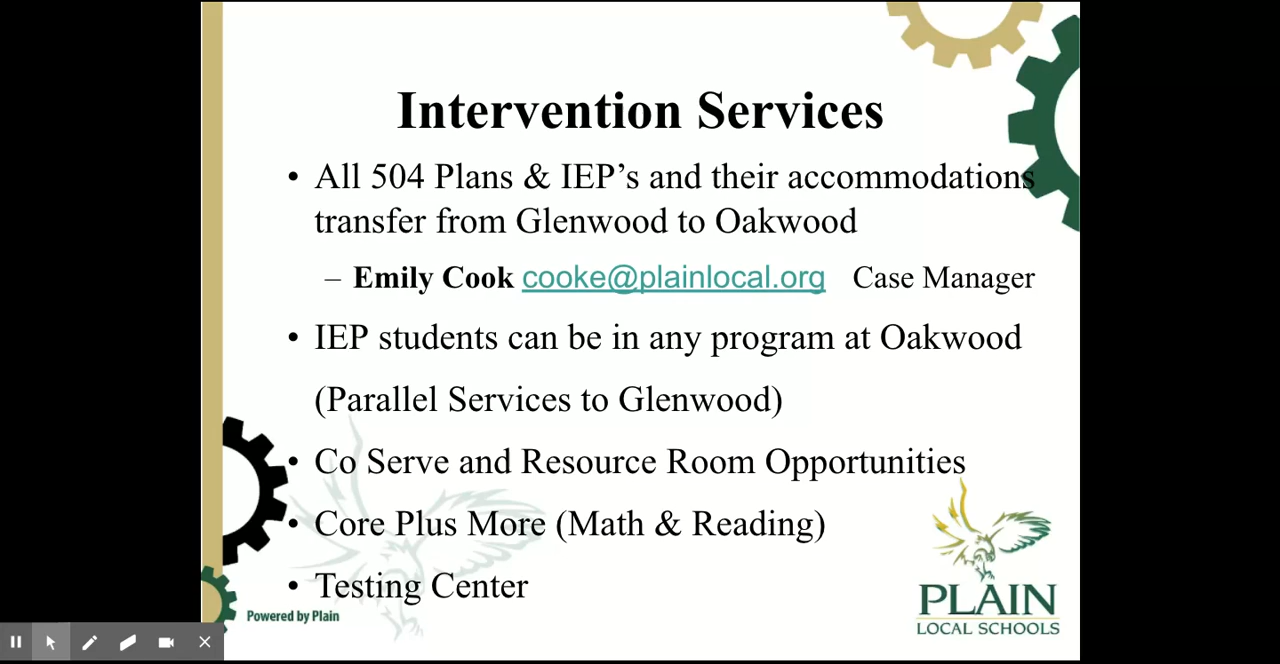 Intervention Services
• All 504 Plans & IEP’s and their accommodations
transfer from Glenwood to Oakwood
– Emily Cook cooke@plainlocal.org Case Manager
• IEP students can be in any program at Oakwood
(Parallel Services to Glenwood)
• Co Serve and Resource Room Opportunities
• Core Plus More (Math & Reading)
• Testing Center
Powered by Plain
PLAIN
LOCAL SCHOOLS